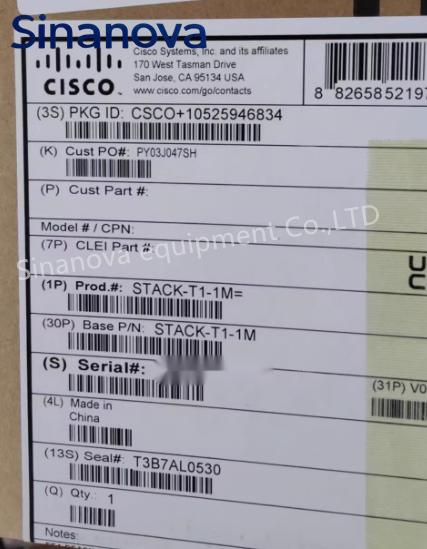 Sinanova
Cisco Systems, Inc. and its affiliates
170 West Tasman Drive
San Jose, CA 95134 USA
www.cisco.com/go/contacts
CISCO
8 8265852197
(3S) PKG ID: CSCO+10525946834
(K) Cust PO#: PY03J047SH
(P) Cust Part #:
Model # / CPN:
(7P) CLEI Part #:
Sinanova equipment Co.,LTD
(1P) Prod.#: STACK-T1-1M=
(30P) Base P/N: STACK-T1-1M
(S) Serial#:
(31P) V0
(4L) Made in
China
(13S) Seal#: T3B7AL0530
(Q) Qty.: 1
Notes: